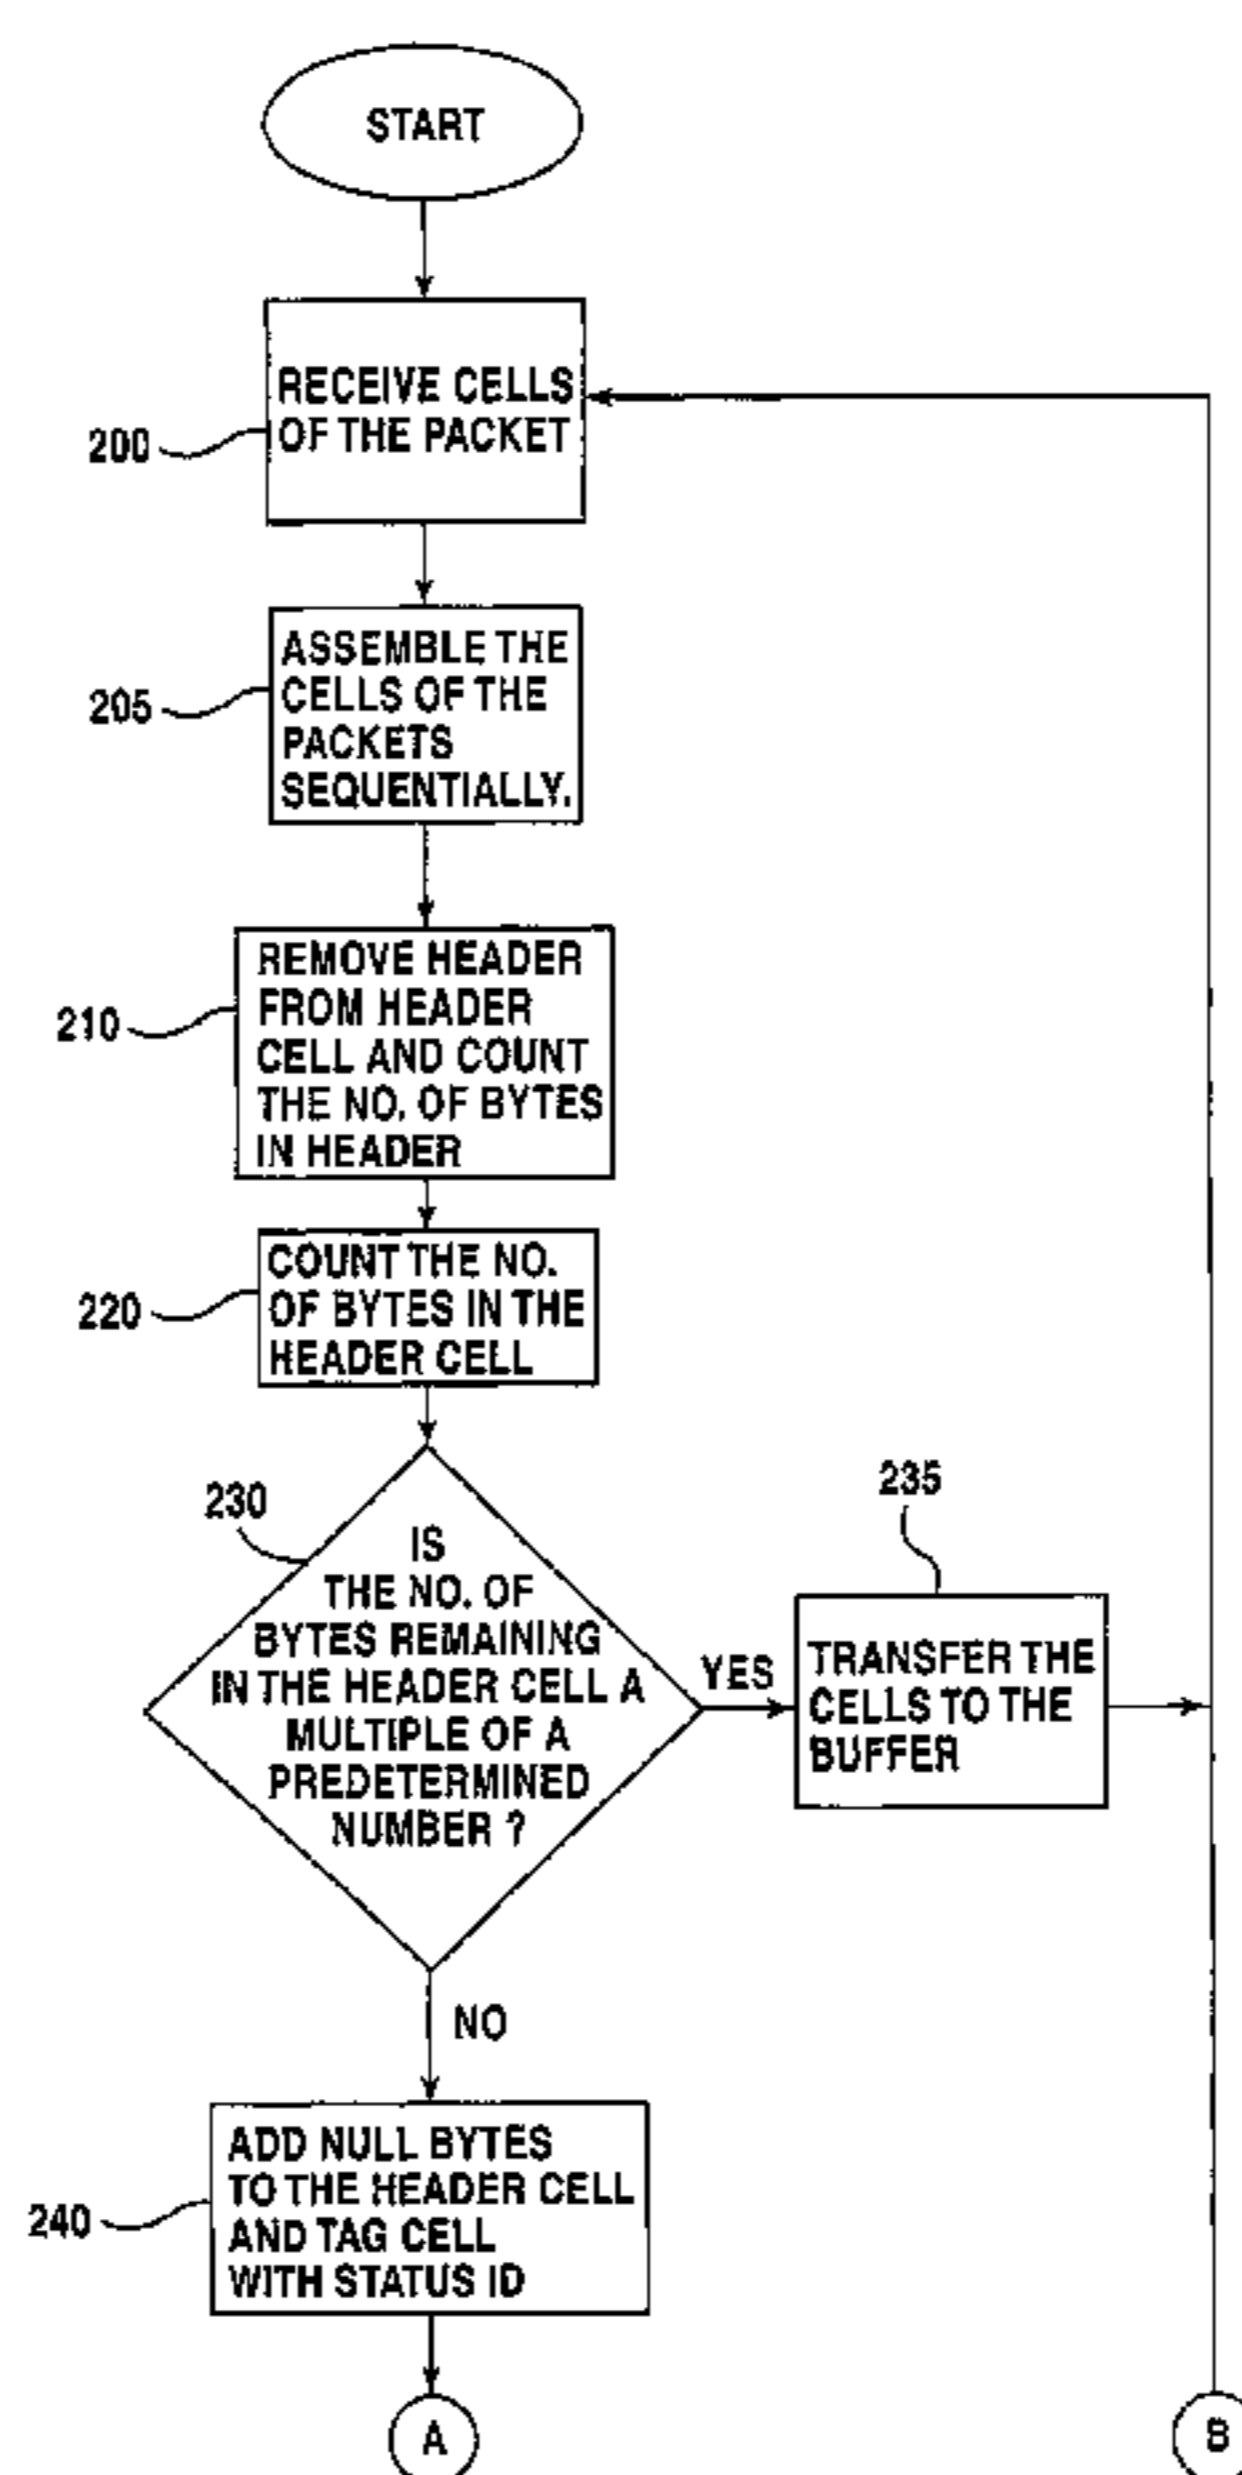 START
RECEIVE CELLS
OF THE PACKET
200
ASSEMBLE THE
CELLS OF THE
PACKETS
SEQUENTIALLY.
205
REMOVE HEADER
FROM HEADER
CELL AND COUNT
THE NO. OF BYTES
IN HEADER
210
COUNT THE NO.
OF BYTES IN THE
HEADER CELL
220
230
IS
THE NO. OF
BYTES REMAINING
IN THE HEADER CELL A
MULTIPLE OF A
PREDETERMINED
NUMBER ?
YES
235
TRANSFER THE
CELLS TO THE
BUFFER
NO
ADD NULL BYTES
TO THE HEADER CELL
AND TAG CELL
WITH STATUS ID
240
A
B